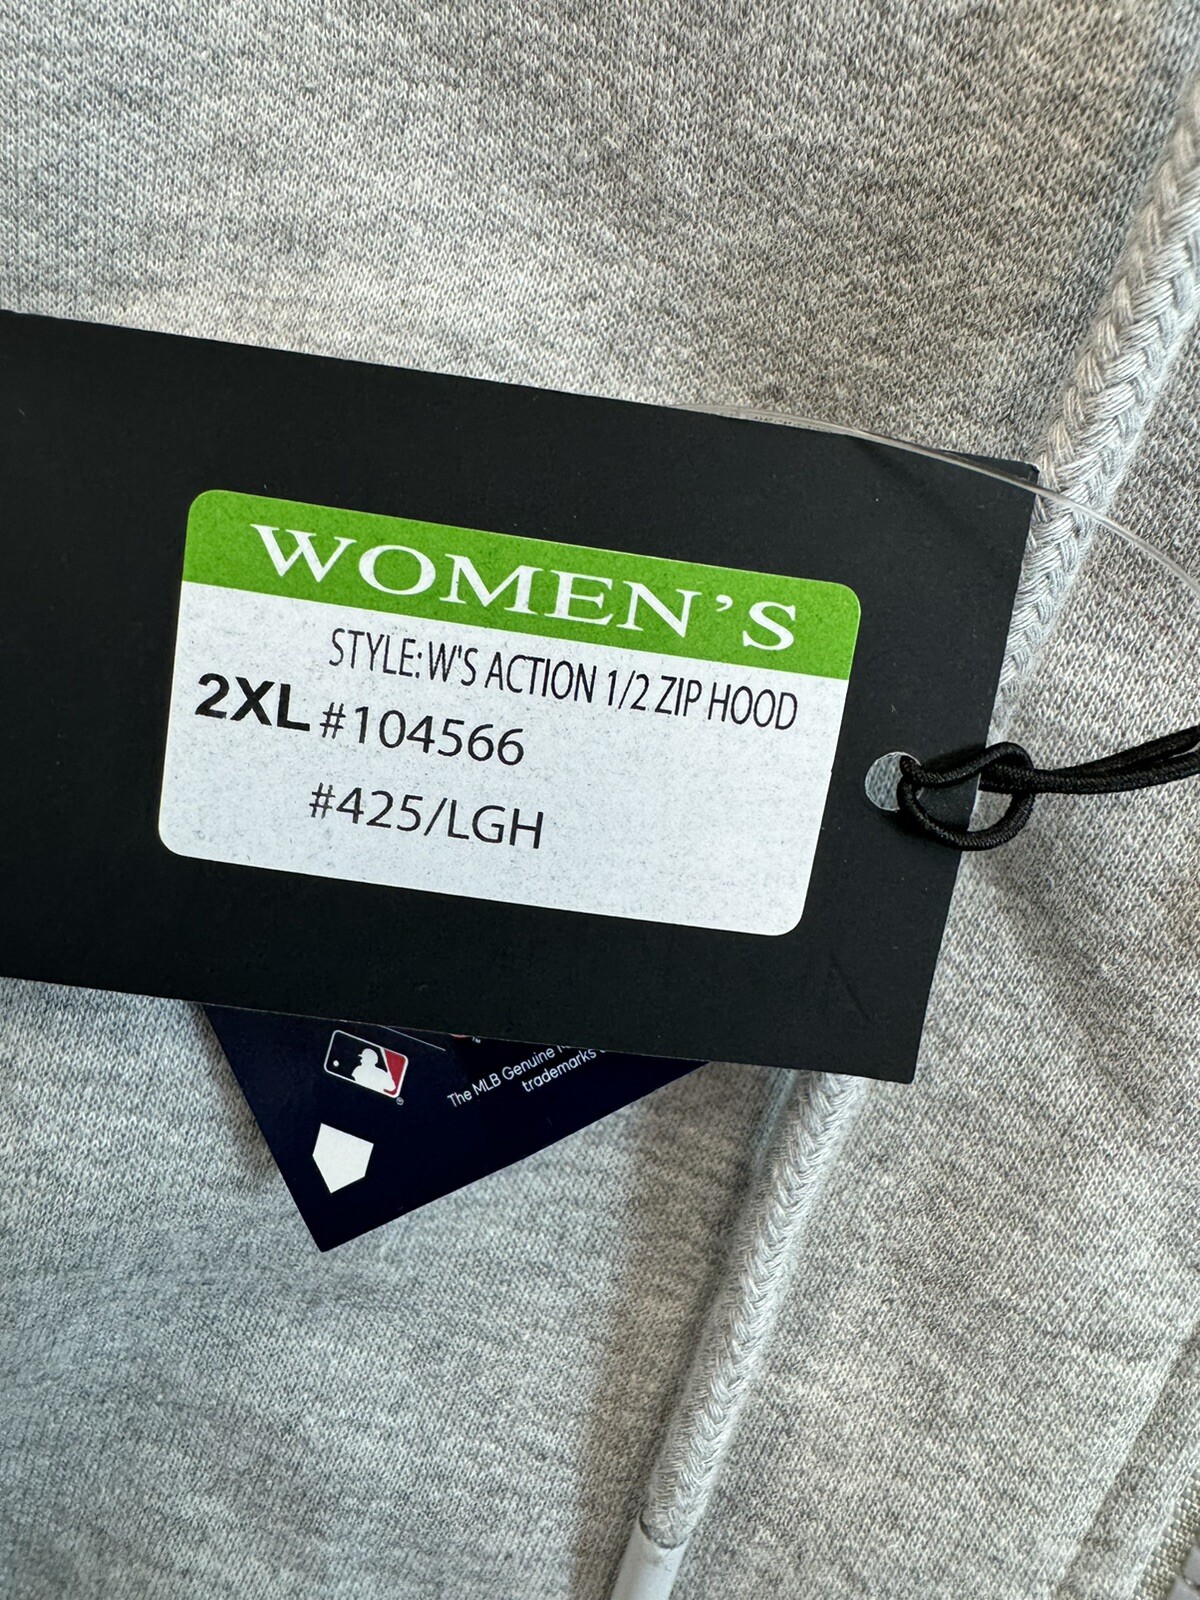 WOMEN'S
STYLE:W'S ACTION 1/2 ZIP HOOD
2XL #104566
#425/LGH
The MLB Genuine
trademarks